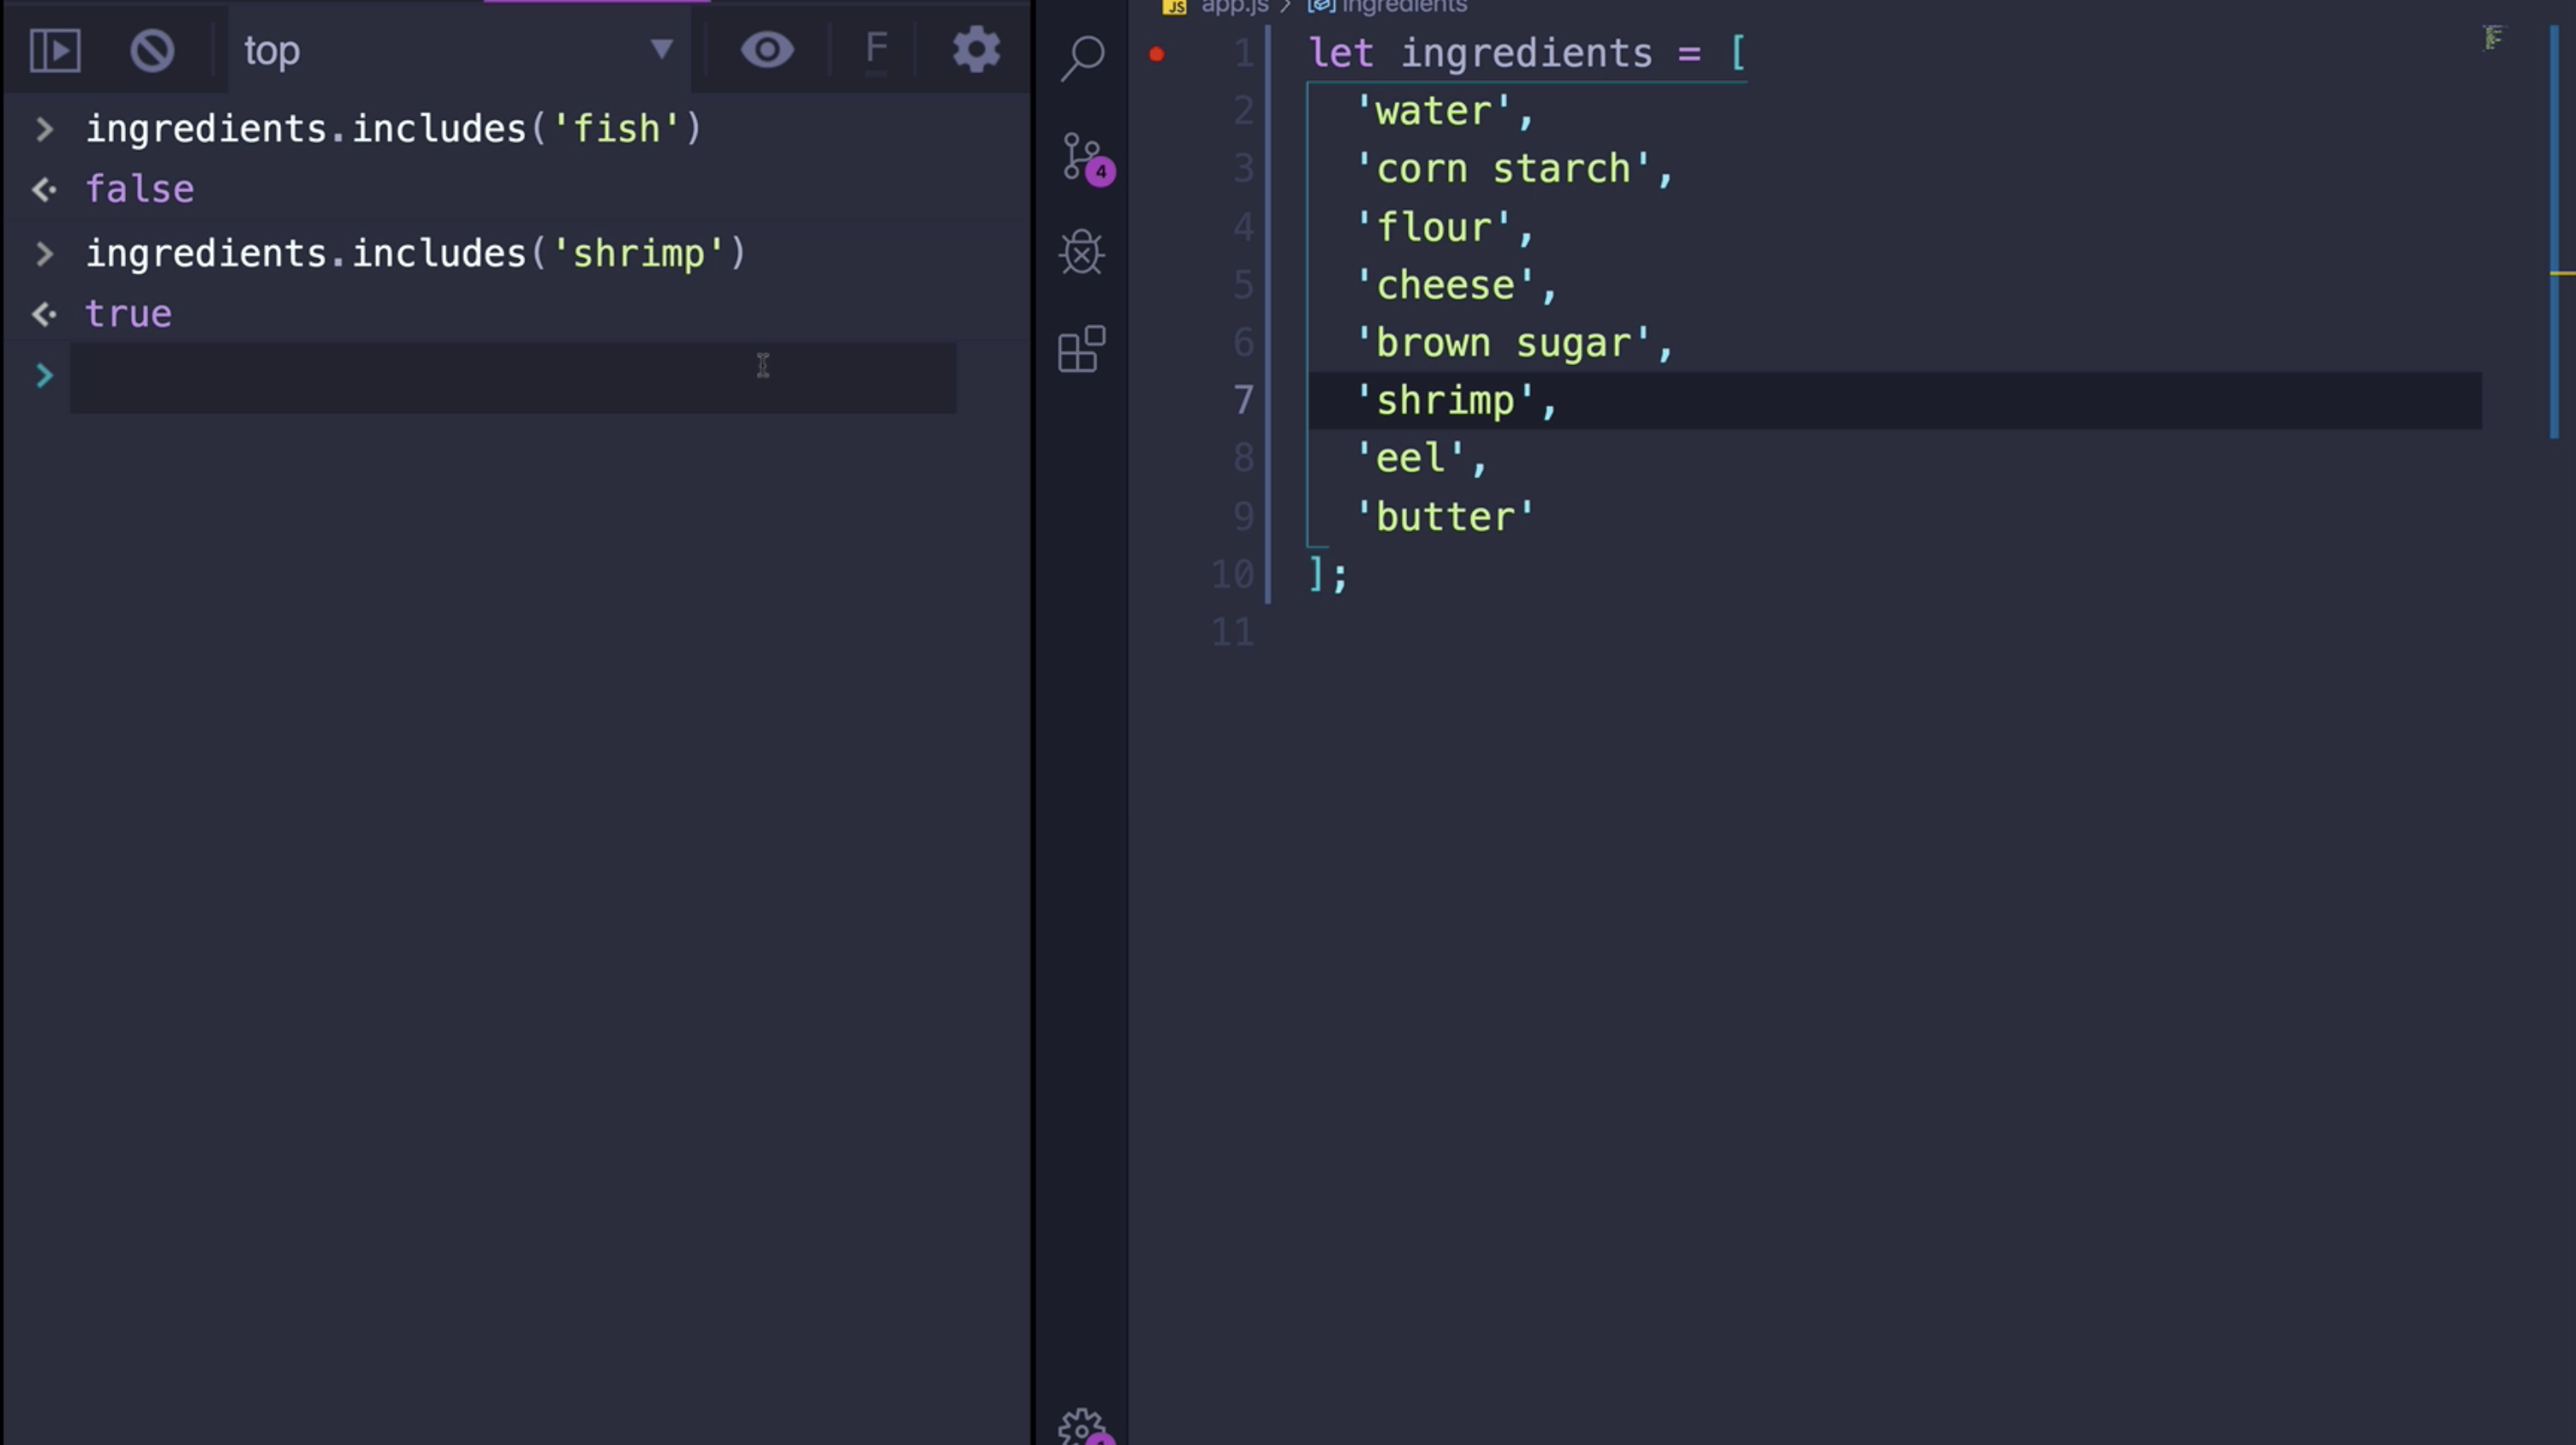 top
F
ingredients.includes('fish')
false
ingredients.includes('shrimp')
true
4
JS app.js > ingredients
1 let ingredients = [
2 'water',
3 'corn starch',
4 'flour',
5 'cheese',
6 'brown sugar',
7 'shrimp',
8 'eel',
9 'butter'
10 ];
11